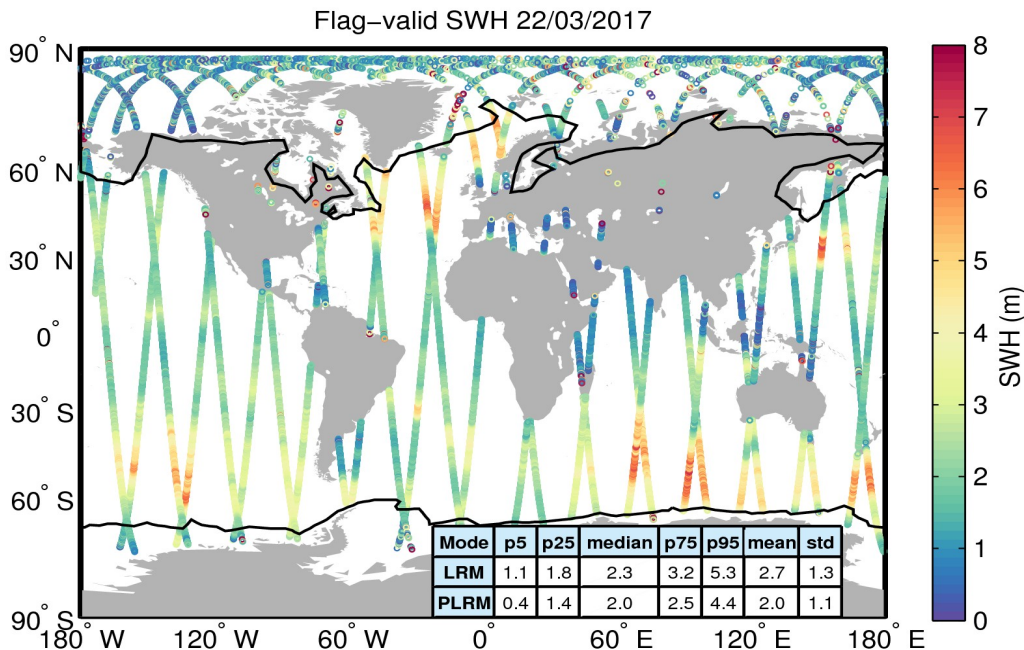 Flag−valid SWH 22/03/2017
90° N
60° N
30° N
0°
30° S
60° S
90° S
180° W
120° W
60° W
0°
60° E
120° E
180° E
8
7
6
5
4
3
2
1
0
SWH (m)
Mode p5 p25 median p75 p95 mean std
LRM 1.1 1.8 2.3 3.2 5.3 2.7 1.3
PLRM 0.4 1.4 2.0 2.5 4.4 2.0 1.1